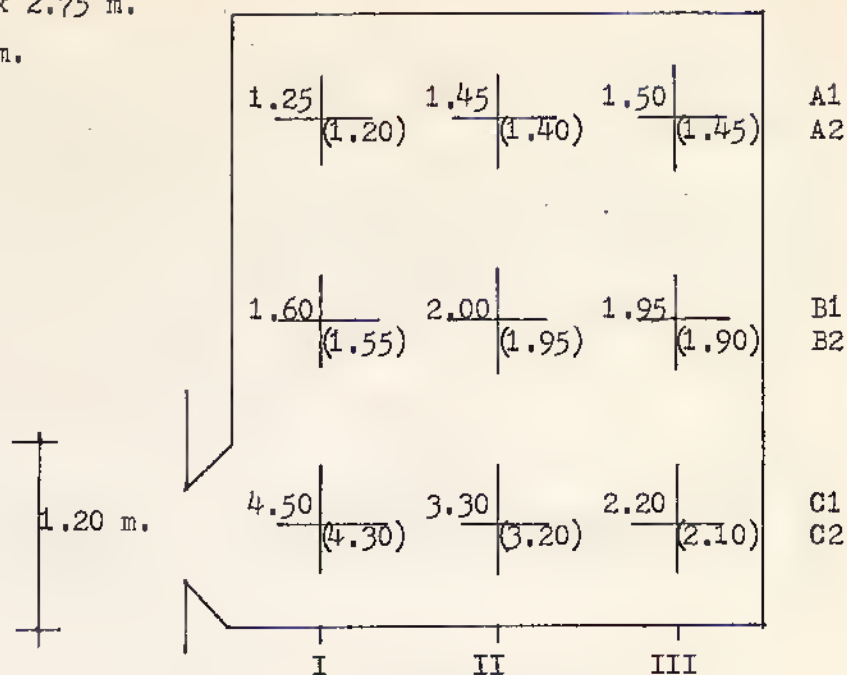 x 2.75 m.
m.
1.25 1.45 1.50 A1
(1.20) (1.40) (1.45) A2
1.60 2.00 1.95 B1
(1.55) (1.95) (1.90) B2
4.50 3.30 2.20 C1
1.20 m. (4.30) (3.20) (2.10) C2
I II III